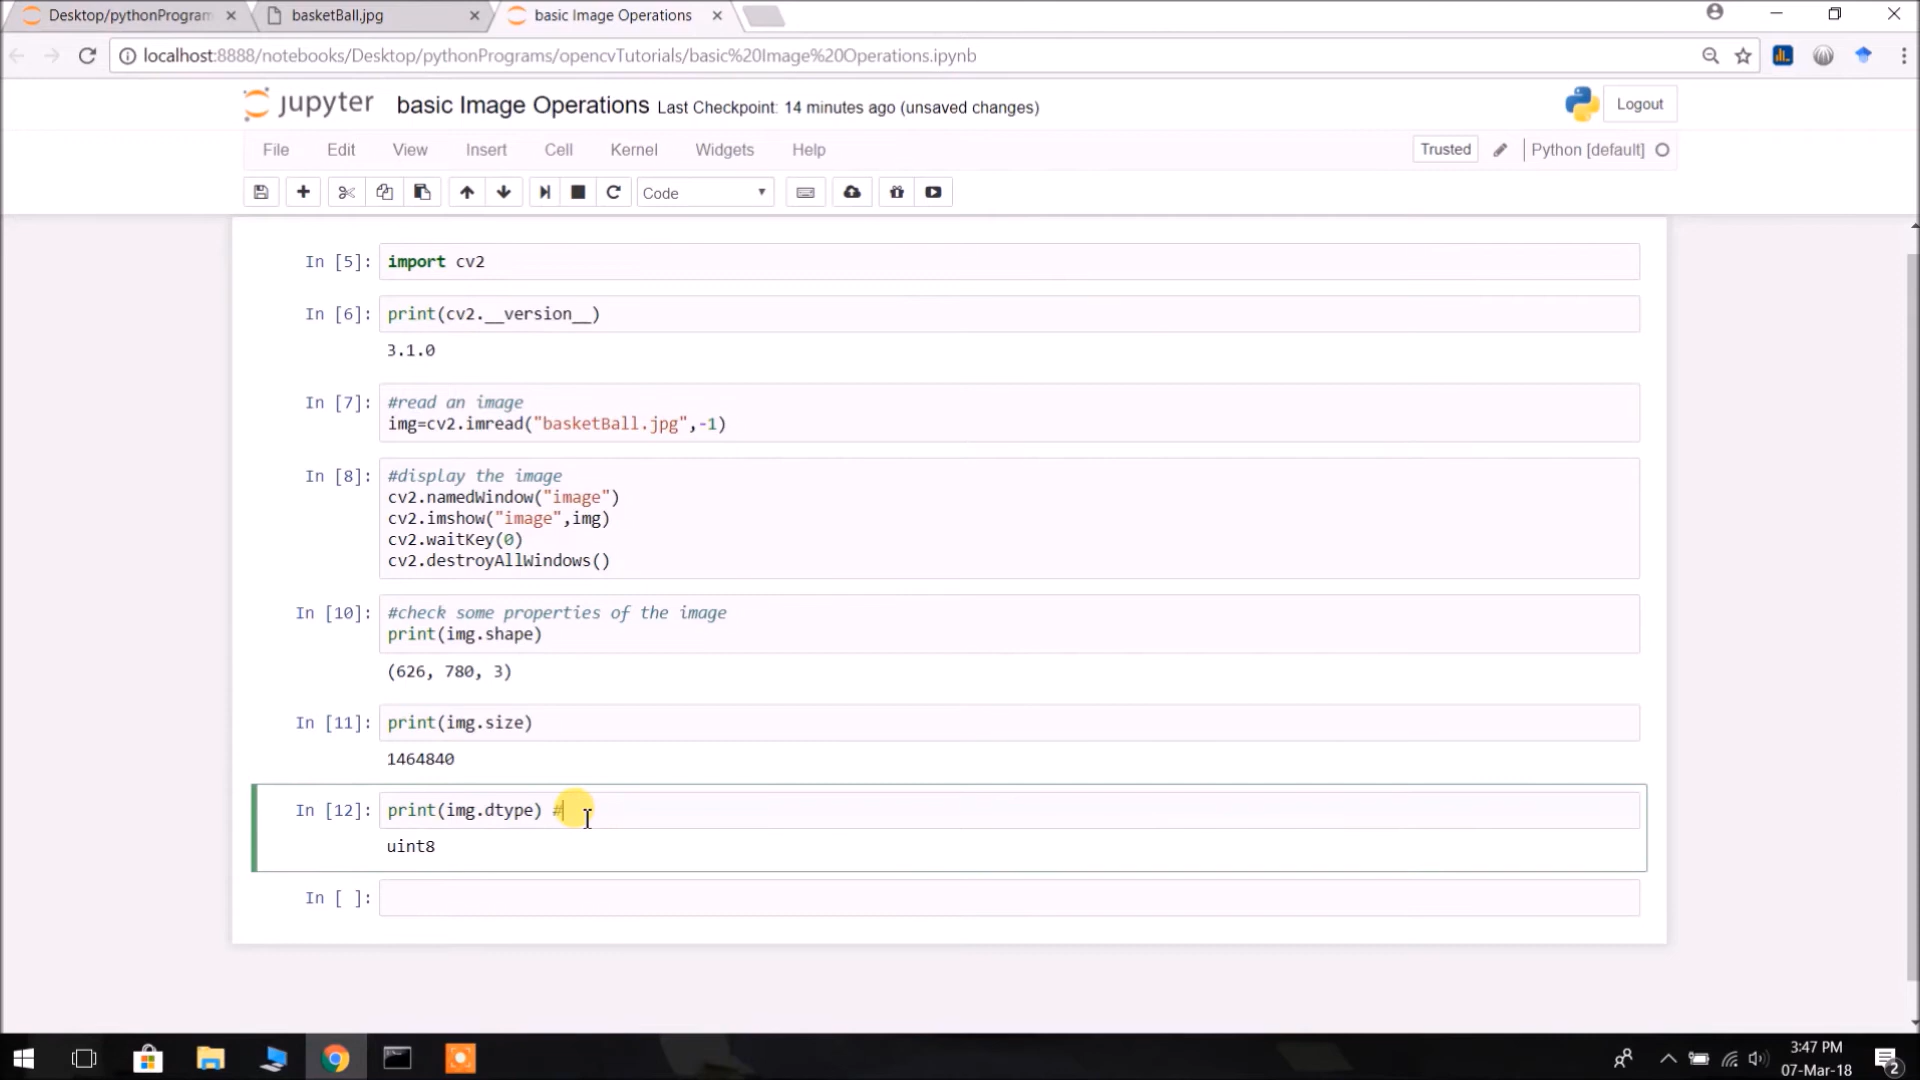 Desktop/pythonProgram
basketBall.jpg
basic Image Operations
localhost:8888/notebooks/Desktop/pythonPrograms/opencvTutorials/basic%20Image%20Operations.ipynb
jupyter basic Image Operations Last Checkpoint: 14 minutes ago (unsaved changes)
Logout
File Edit View Insert Cell Kernel Widgets Help
Trusted
Python [default]
Code
In [5]: import cv2
In [6]: print(cv2.__version__)
3.1.0
In [7]: #read an image
img=cv2.imread("basketBall.jpg",-1)
In [8]: #display the image
cv2.namedWindow("image")
cv2.imshow("image",img)
cv2.waitKey(0)
cv2.destroyAllWindows()
In [10]: #check some properties of the image
print(img.shape)
(626, 780, 3)
In [11]: print(img.size)
1464840
In [12]: print(img.dtype) #
uint8
In [ ]:
3:47 PM
07-Mar-18
2